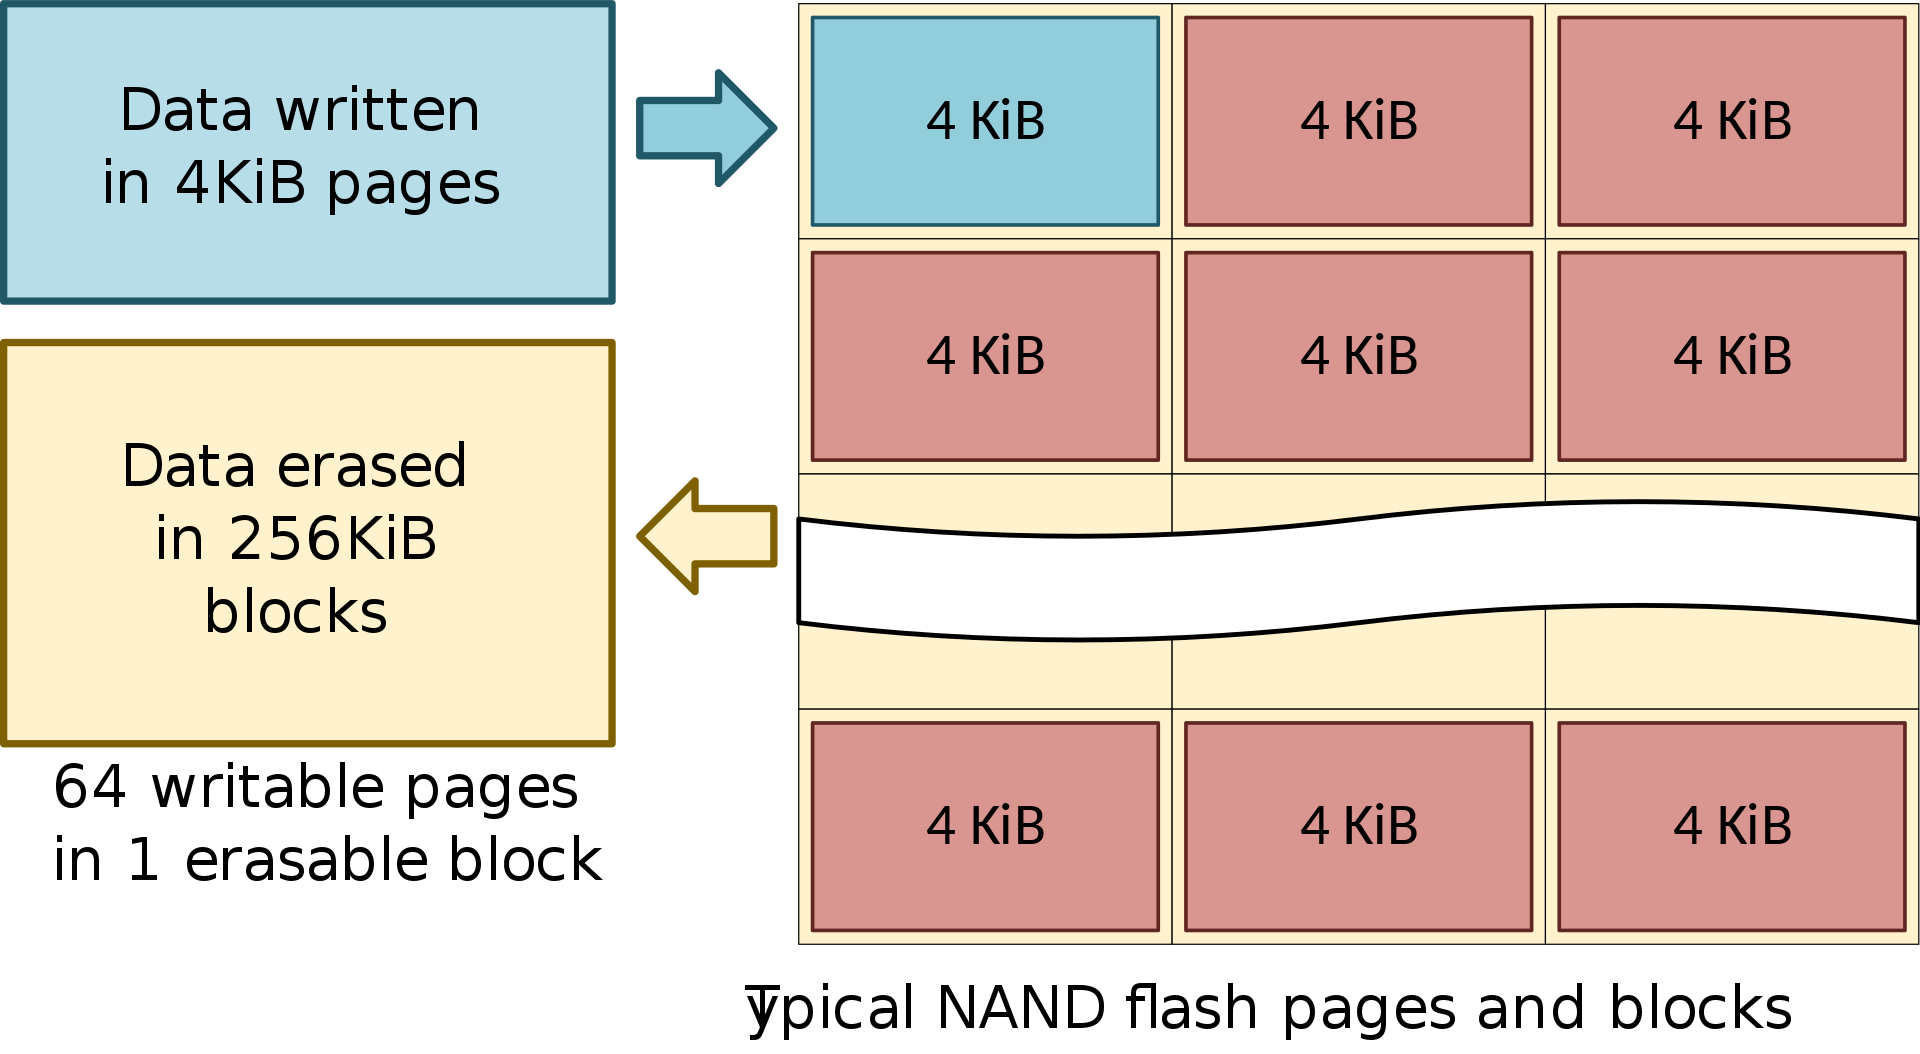 Data written
in 4KiB pages
4 KiB 4 KiB 4 KiB
4 KiB 4 KiB 4 KiB
Data erased
in 256KiB
blocks
64 writable pages
in 1 erasable block
4 KiB 4 KiB 4 KiB
Typical NAND flash pages and blocks